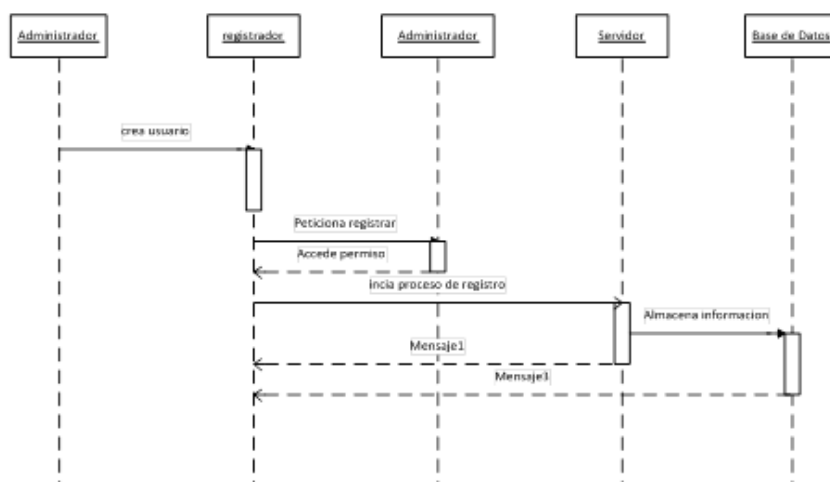 Administrador
registrador
Administrador
Servidor
Base de Datos
crea usuario
Peticiona registrar
Accede permiso
incia proceso de registro
Almacena informacion
Mensaje1
Mensaje3